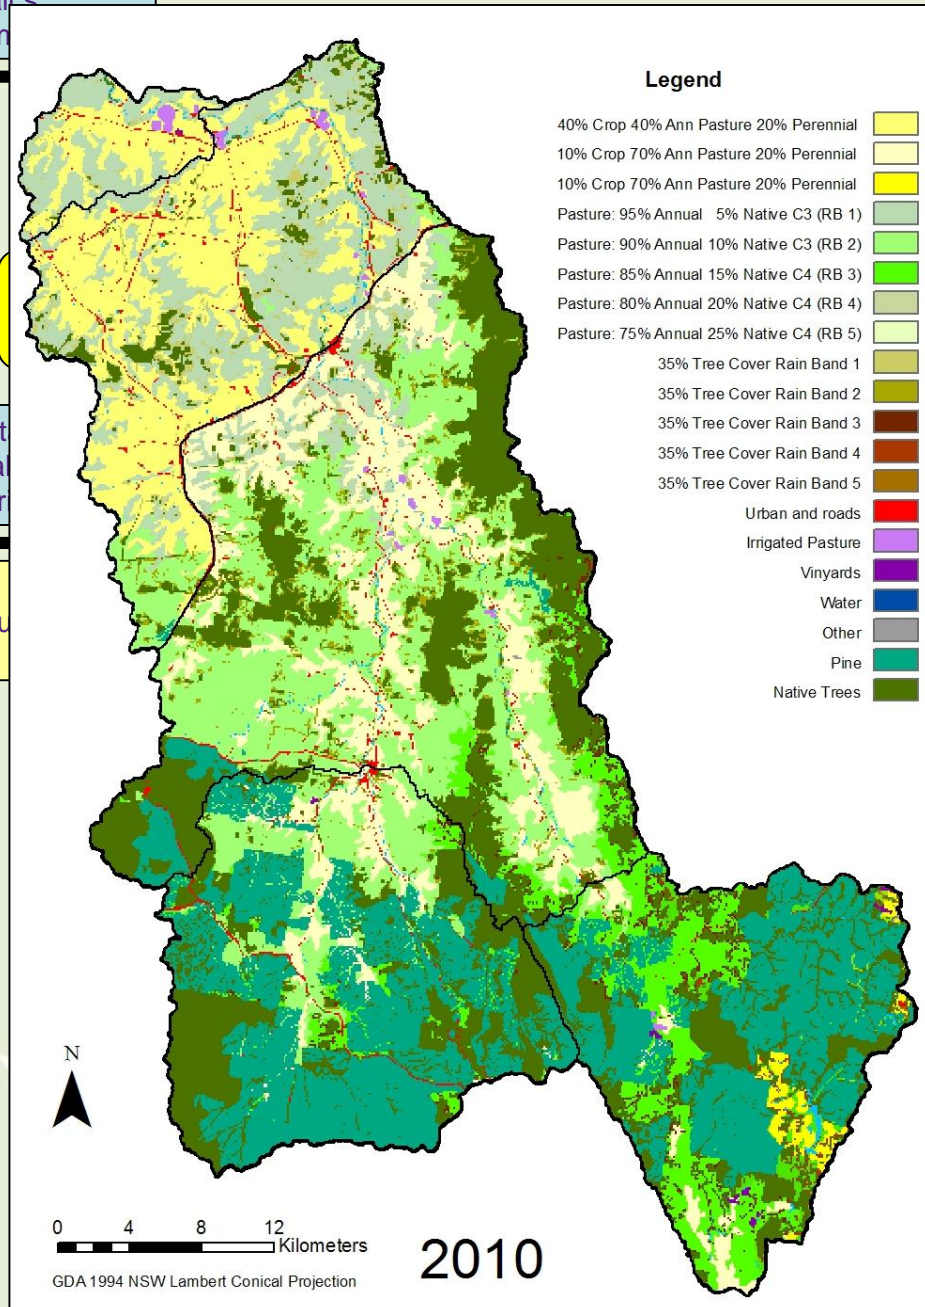 Legend
40% Crop 40% Ann Pasture 20% Perennial
10% Crop 70% Ann Pasture 20% Perennial
10% Crop 70% Ann Pasture 20% Perennial
Pasture: 95% Annual 5% Native C3 (RB 1)
Pasture: 90% Annual 10% Native C3 (RB 2)
Pasture: 85% Annual 15% Native C4 (RB 3)
Pasture: 80% Annual 20% Native C4 (RB 4)
Pasture: 75% Annual 25% Native C4 (RB 5)
35% Tree Cover Rain Band 1
35% Tree Cover Rain Band 2
35% Tree Cover Rain Band 3
35% Tree Cover Rain Band 4
35% Tree Cover Rain Band 5
Urban and roads
Irrigated Pasture
Vinyards
Water
Other
Pine
Native Trees
N
0 4 8 12
Kilometers
GDA 1994 NSW Lambert Conical Projection
2010